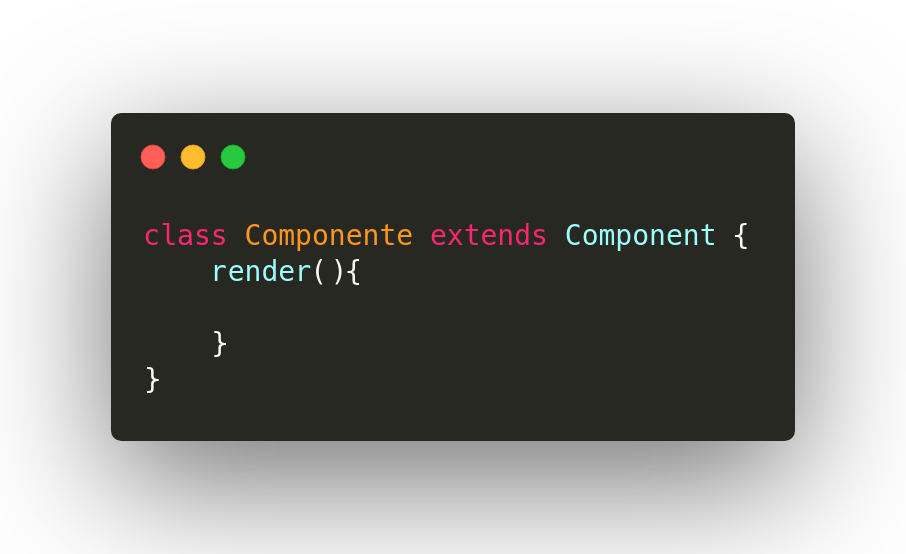 class Componente extends Component {
    render(){

    }
}